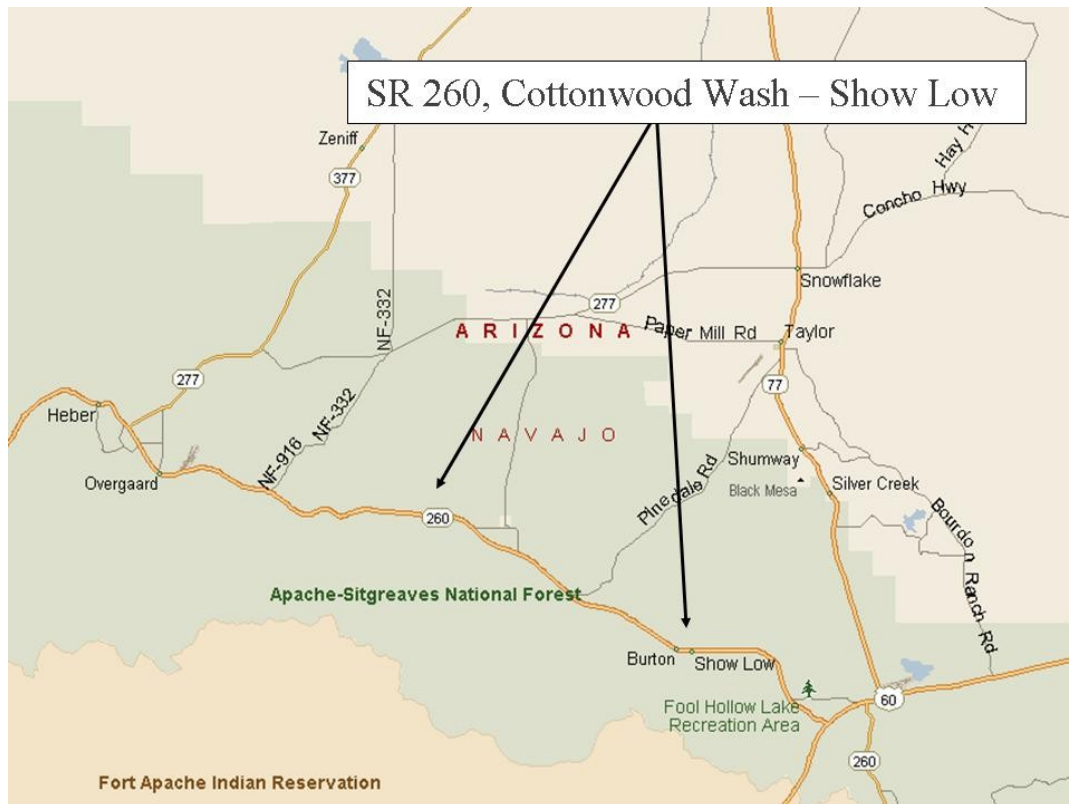 SR 260, Cottonwood Wash – Show Low
Zeniff
377
Hay H
Concho Hwy
NF-332
Snowflake
277
ARIZONA
Paper Mill Rd
Taylor
277
77
Heber
NF-332
NAVAJO
NF-916
Shumway
Overgaard
Pinedale Rd
Black Mesa
Silver Creek
260
Bourdon Ranch Rd
Apache-Sitgreaves National Forest
Burton
Show Low
60
Fool Hollow Lake
Recreation Area
260
Fort Apache Indian Reservation